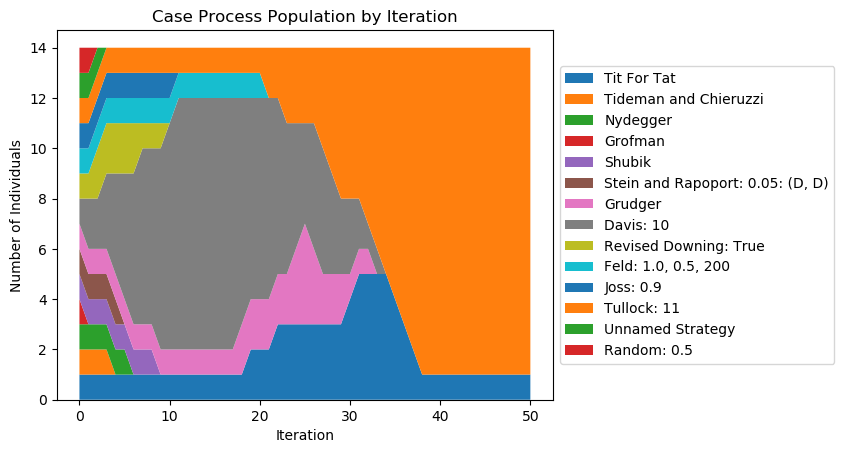 Case Process Population by Iteration
Number of Individuals
14
12
10
8
6
4
2
0
0 10 20 30 40 50
Iteration
Tit For Tat
Tideman and Chieruzzi
Nydegger
Grofman
Shubik
Stein and Rapoport: 0.05: (D, D)
Grudger
Davis: 10
Revised Downing: True
Feld: 1.0, 0.5, 200
Joss: 0.9
Tullock: 11
Unnamed Strategy
Random: 0.5